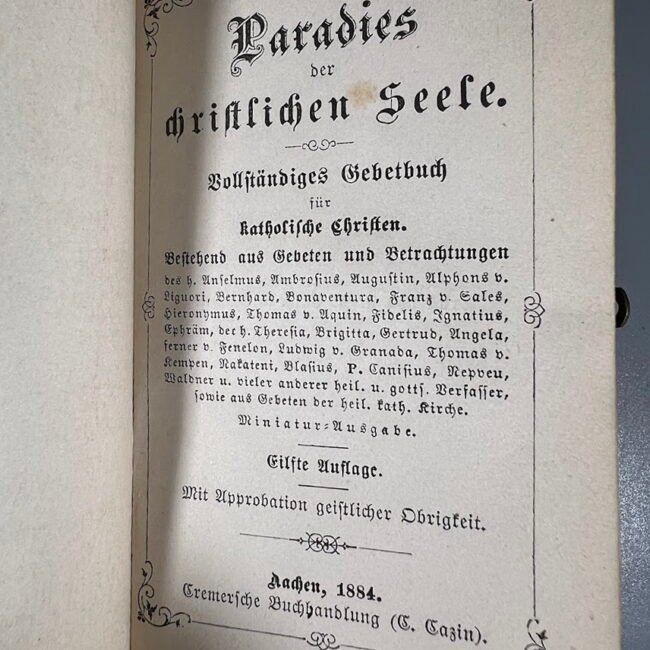 Paradies
der
chriſtlichen Seele.
Vollſtändiges Gebetbuch
für
katholiſche Chriſten.
Beſtehend aus Gebeten und Betrachtungen
des h. Anſelmus, Ambroſius, Auguſtin, Alphons v.
Liguori, Bernhard, Bonaventura, Franz v. Sales,
Hieronymus, Thomas v. Aquin, Fidelis, Ignatius,
Ephräm, der h. Thereſia, Brigitta, Gertrud, Angela,
ferner v. Fenelon, Ludwig v. Granada, Thomas v.
Kempen, Nakateni, Blaſius, P. Caniſius, Nepveu,
Waldner u. vieler anderer heil. u. gottſ. Verfaſſer,
ſowie aus Gebeten der heil. kath. Kirche.
Miniatur-Ausgabe.
Eilfte Auflage.
Mit Approbation geiſtlicher Obrigkeit.
Aachen, 1884.
Cremerſche Buchhandlung (C. Cazin).